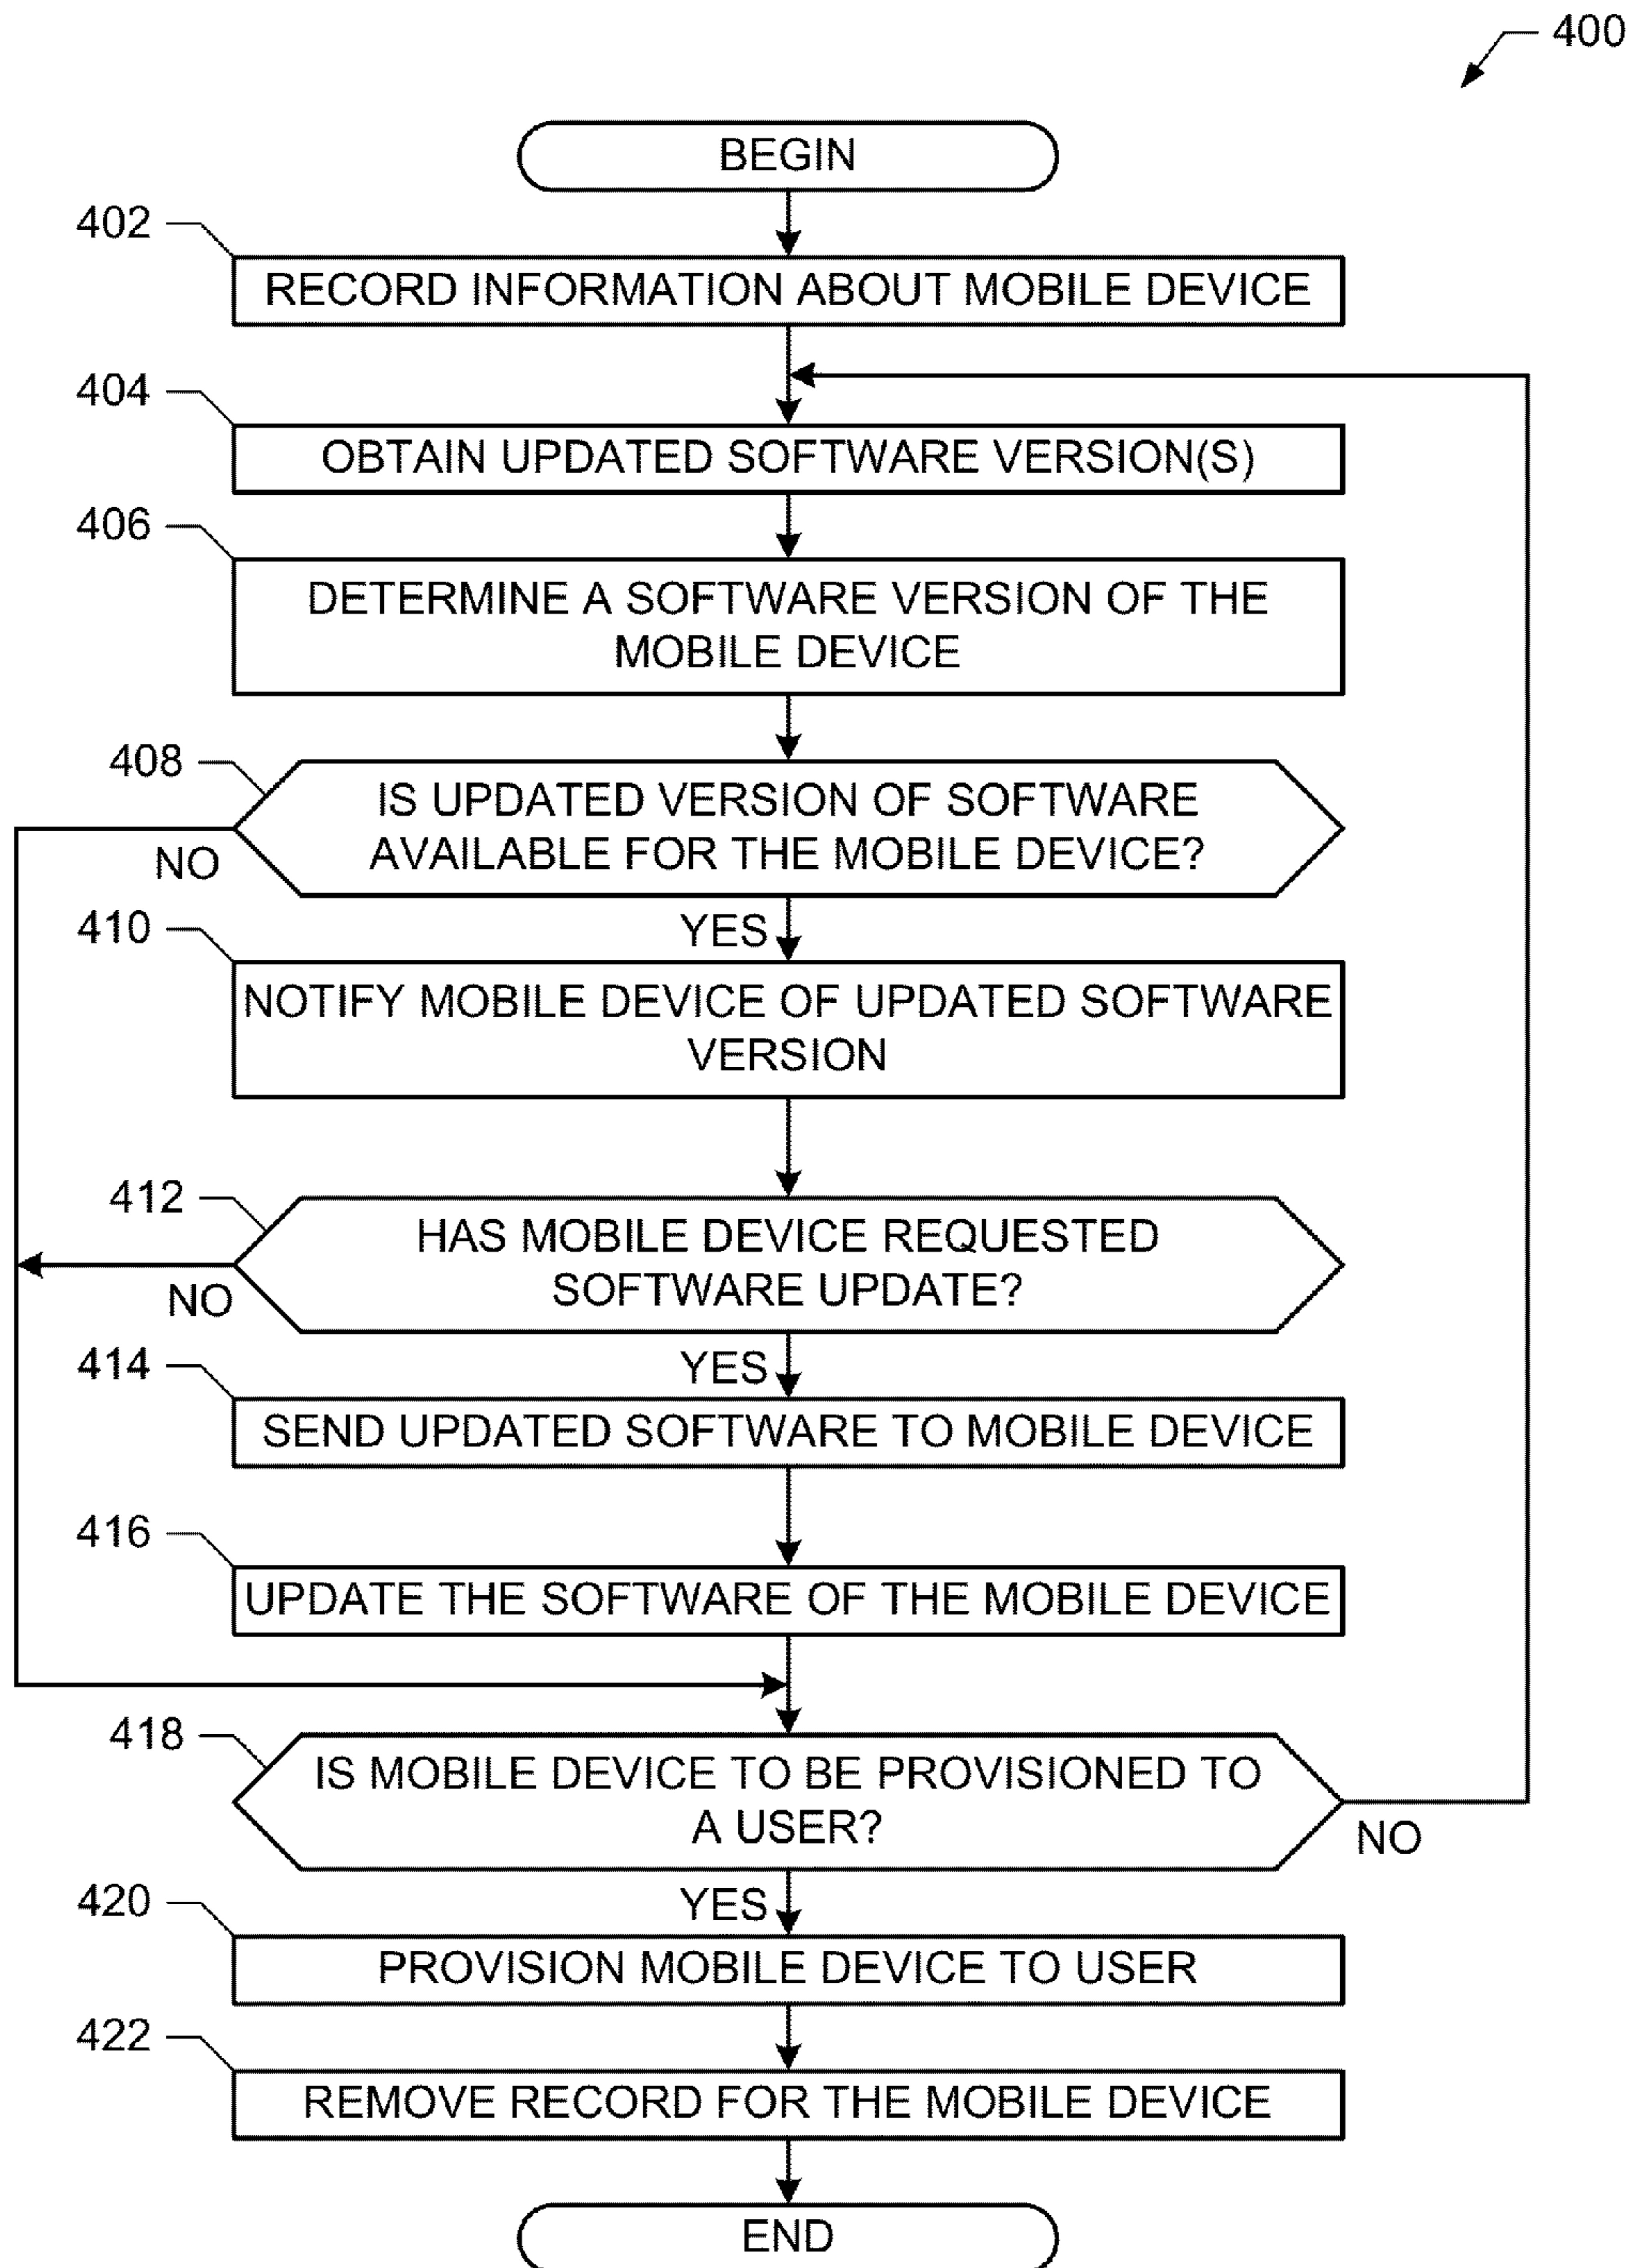 400
BEGIN
402
RECORD INFORMATION ABOUT MOBILE DEVICE
404
OBTAIN UPDATED SOFTWARE VERSION(S)
406
DETERMINE A SOFTWARE VERSION OF THE
MOBILE DEVICE
408
IS UPDATED VERSION OF SOFTWARE
AVAILABLE FOR THE MOBILE DEVICE?
NO
YES
410
NOTIFY MOBILE DEVICE OF UPDATED SOFTWARE
VERSION
412
HAS MOBILE DEVICE REQUESTED
SOFTWARE UPDATE?
NO
YES
414
SEND UPDATED SOFTWARE TO MOBILE DEVICE
416
UPDATE THE SOFTWARE OF THE MOBILE DEVICE
418
IS MOBILE DEVICE TO BE PROVISIONED TO
A USER?
NO
YES
420
PROVISION MOBILE DEVICE TO USER
422
REMOVE RECORD FOR THE MOBILE DEVICE
END